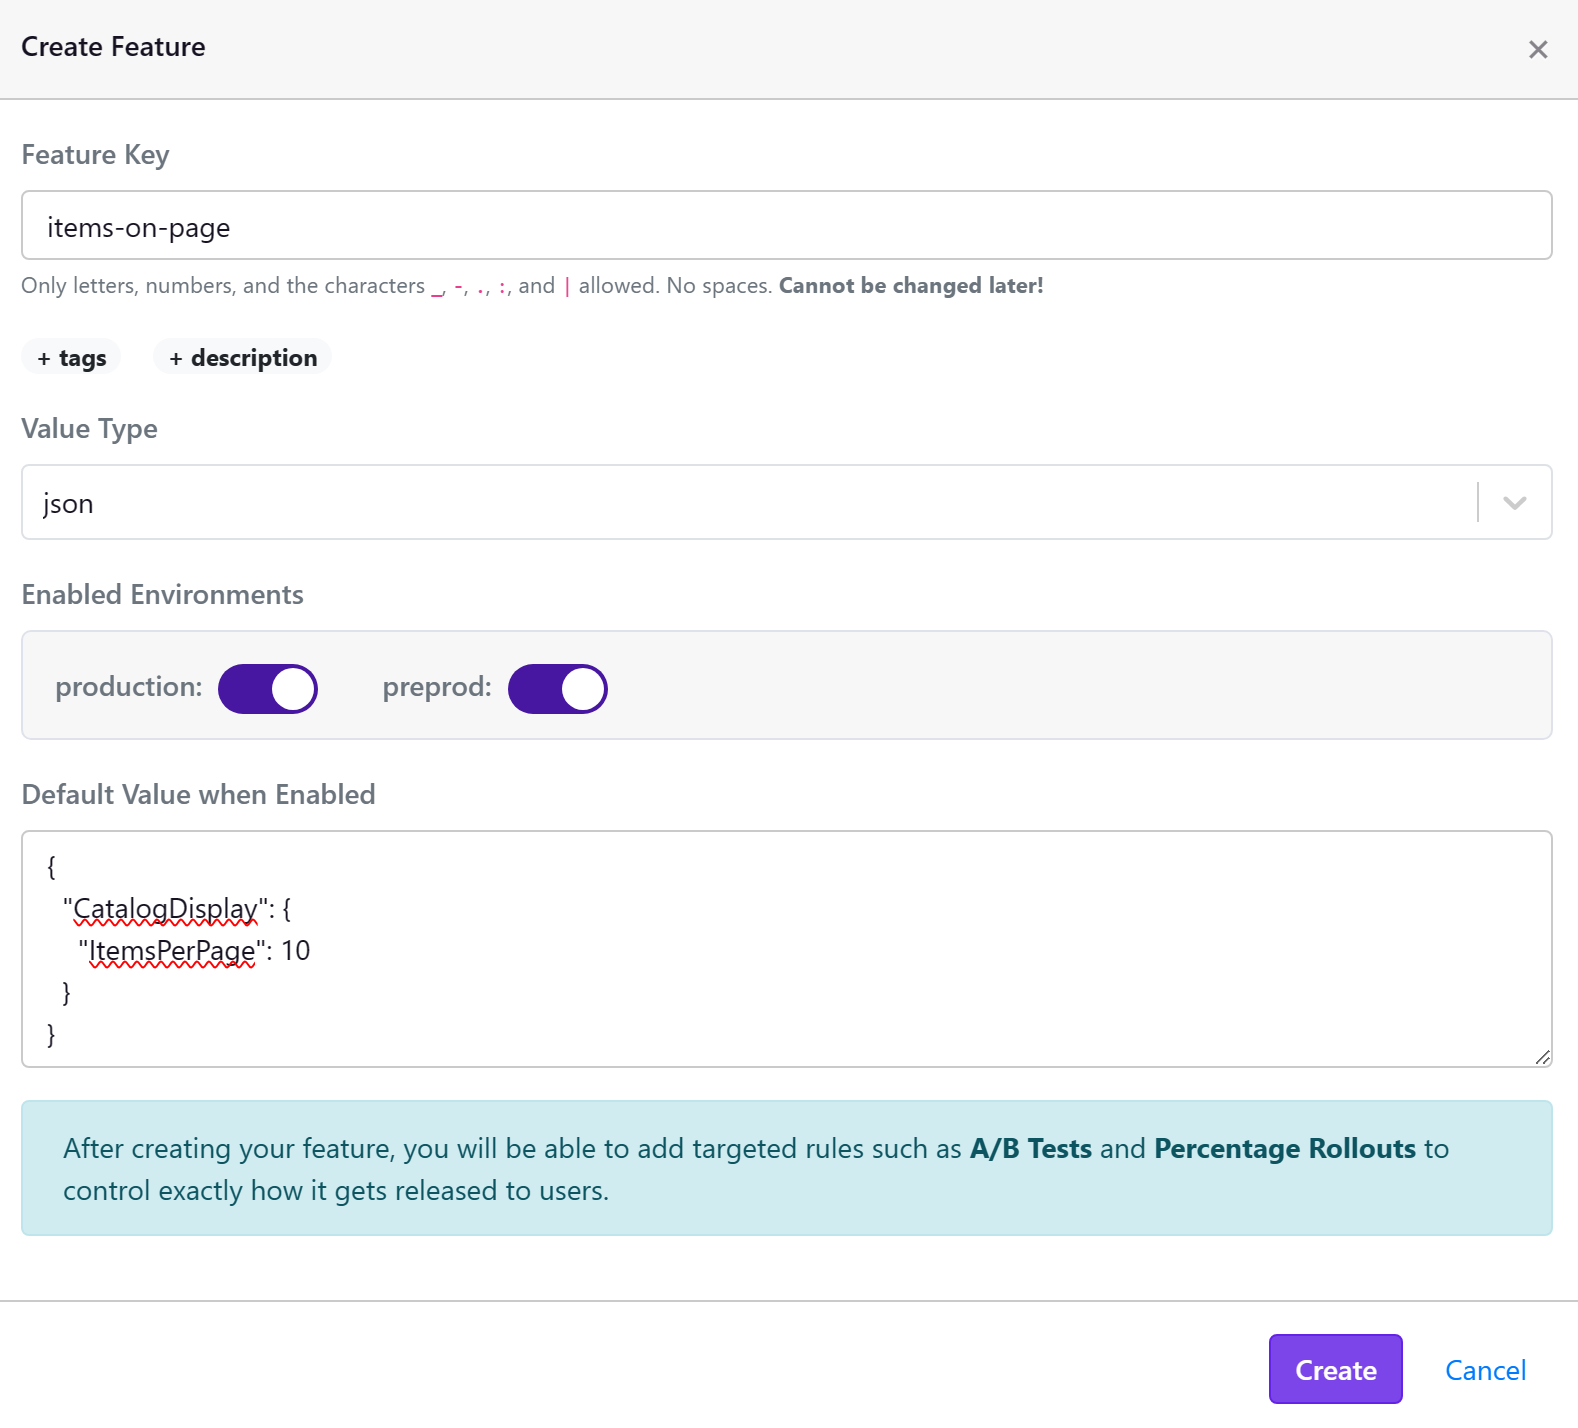 Create Feature
×
Feature Key
items-on-page
Only letters, numbers, and the characters _, -, ., :, and | allowed. No spaces. Cannot be changed later!
+ tags + description
Value Type
json
Enabled Environments
production: preprod:
Default Value when Enabled
{
"CatalogDisplay": {
"ItemsPerPage": 10
}
}
After creating your feature, you will be able to add targeted rules such as A/B Tests and Percentage Rollouts to
control exactly how it gets released to users.
Create Cancel